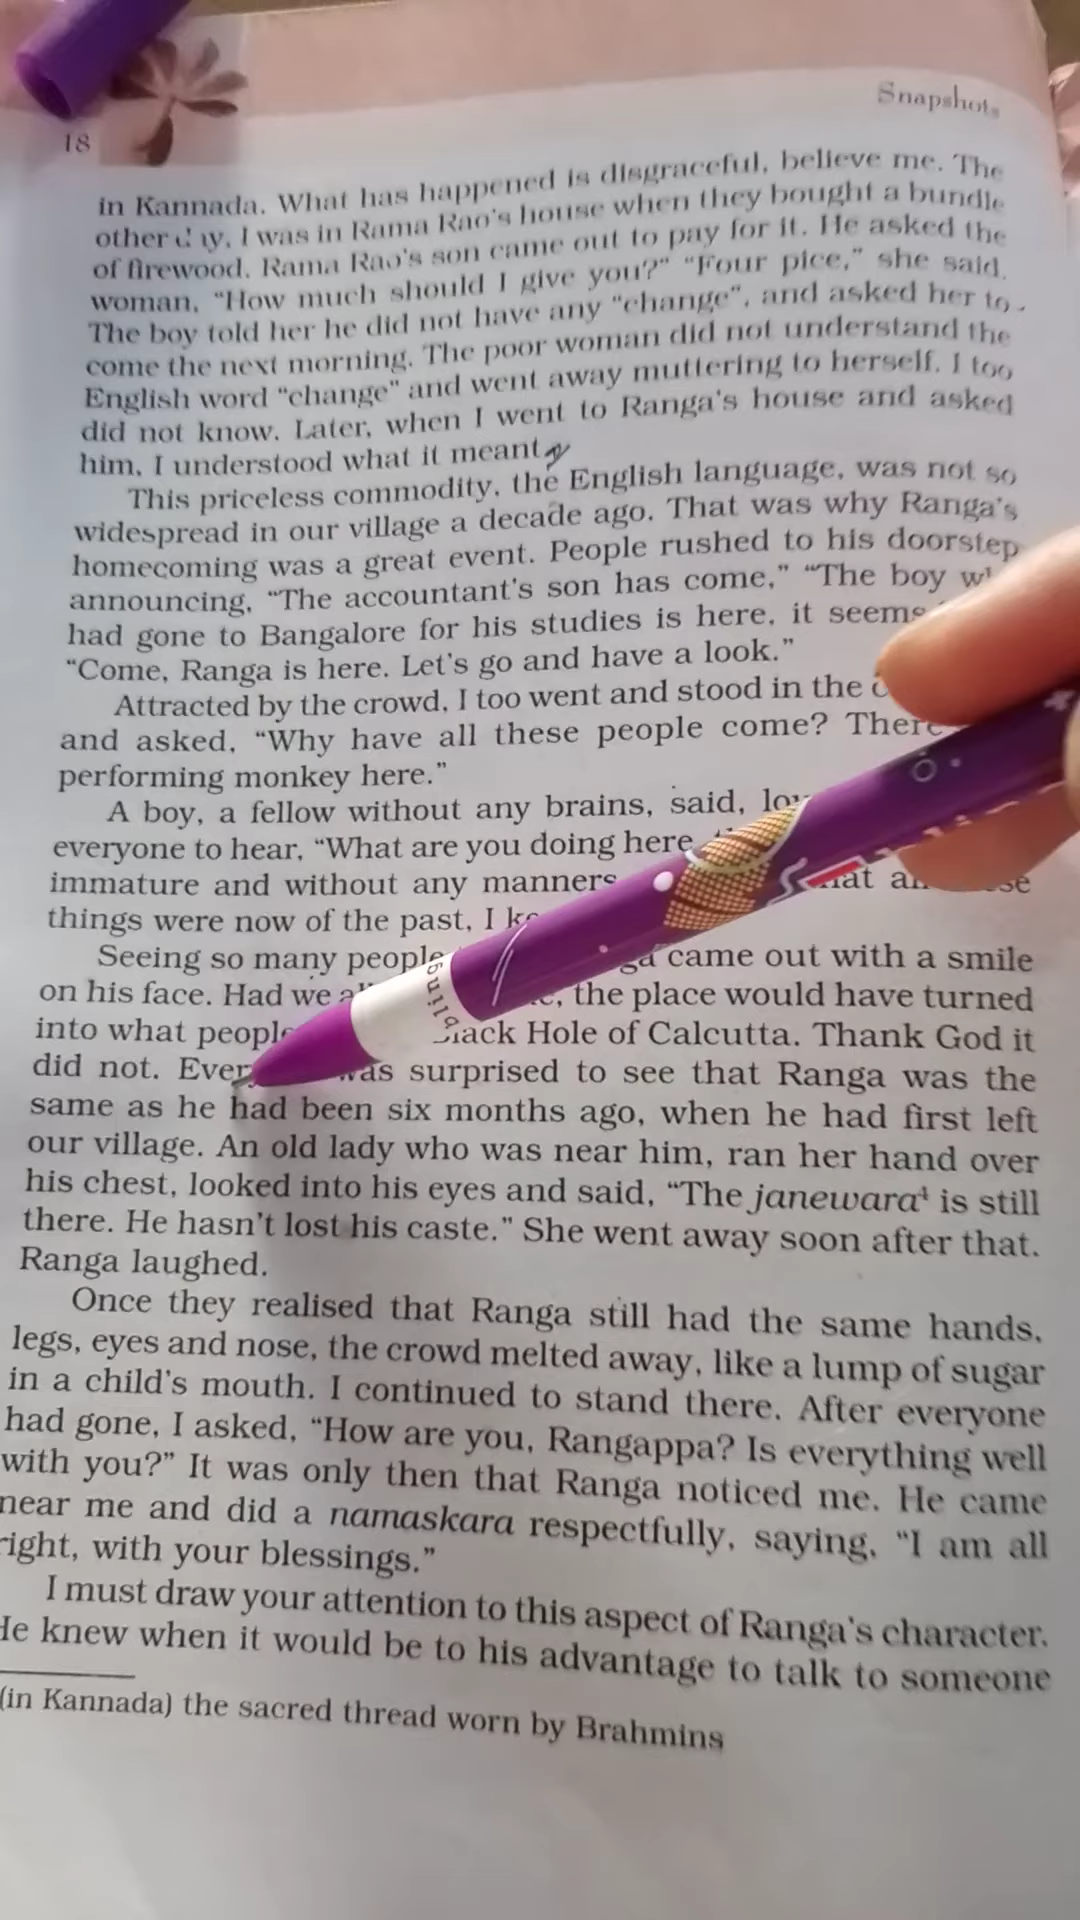 Snapshots
18
in Kannada. What has happened is disgraceful, believe me. The
other day, I was in Rama Rao's house when they bought a bundle
of firewood. Rama Rao's son came out to pay for it. He asked the
woman, “How much should I give you?” “Four pice,” she said.
The boy told her he did not have any “change”, and asked her to
come the next morning. The poor woman did not understand the
English word “change” and went away muttering to herself. I too
did not know. Later, when I went to Ranga's house and asked
him, I understood what it meant.
This priceless commodity, the English language, was not so
widespread in our village a decade ago. That was why Ranga's
homecoming was a great event. People rushed to his doorstep
announcing, “The accountant's son has come,” “The boy
had gone to Bangalore for his studies is here, it seems
“Come, Ranga is here. Let's go and have a look.”
Attracted by the crowd, I too went and stood in the
and asked, “Why have all these people come?
performing monkey here.”
A boy, a fellow without any brains, said,
everyone to hear, “What are you doing here,
immature and without any manners
things were now of the past, I
Seeing so many people came out with a smile
on his face. Had we the place would have turned
into what Hole of Calcutta. Thank God it
did not. was surprised to see that Ranga was the
same as he had been six months ago, when he had first left
our village. An old lady who was near him, ran her hand over
his chest, looked into his eyes and said, “The janewara¹ is still
there. He hasn't lost his caste.” She went away soon after that.
Ranga laughed.
Once they realised that Ranga still had the same hands,
legs, eyes and nose, the crowd melted away, like a lump of sugar
in a child's mouth. I continued to stand there. After everyone
had gone, I asked, “How are you, Rangappa? Is everything well
with you?” It was only then that Ranga noticed me. He came
near me and did a namaskara respectfully, saying, “I am all
right, with your blessings.”
I must draw your attention to this aspect of Ranga's character.
He knew when it would be to his advantage to talk to someone
(in Kannada) the sacred thread worn by Brahmins